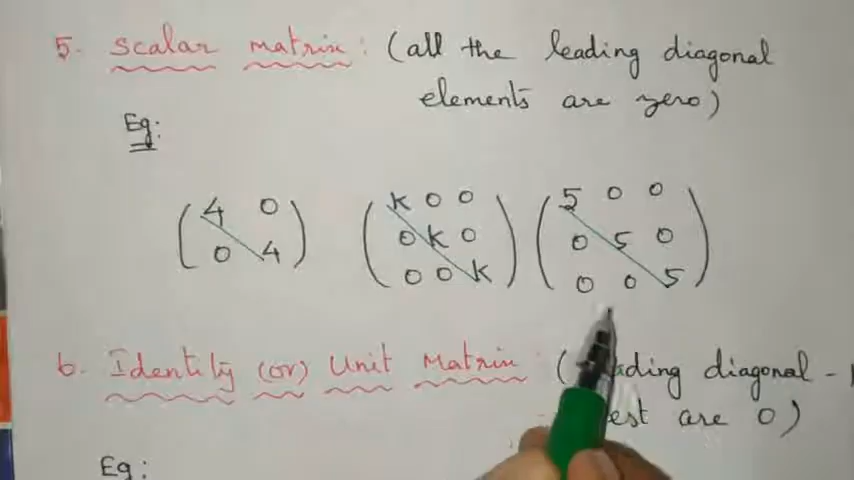 5. Scalar matrix : (all the leading diagonal
elements are zero)
Eg:
4 0
0 4
K 0 0
0 K 0
0 0 K
5 0 0
0 5 0
0 0 5
6. Identity (or) Unit Matrix : ( diagonal - 1
are 0)
Eg: